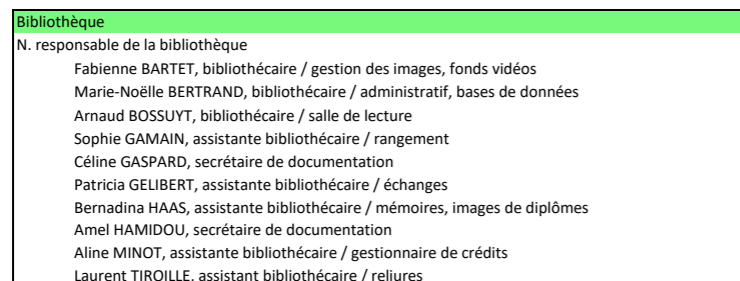 Bibliothèque
N. responsable de la bibliothèque
Fabienne BARTET, bibliothécaire / gestion des images, fonds vidéos
Marie-Noëlle BERTRAND, bibliothécaire / administratif, bases de données
Arnaud BOSSUYT, bibliothécaire / salle de lecture
Sophie GAMAIN, assistante bibliothécaire / rangement
Céline GASPARD, secrétaire de documentation
Patricia GELIBERT, assistante bibliothécaire / échanges
Bernadina HAAS, assistante bibliothécaire / mémoires, images de diplômes
Amel HAMIDOU, secrétaire de documentation
Aline MINOT, assistante bibliothécaire / gestionnaire de crédits
Laurent TIROILLE, assistant bibliothécaire / reliures